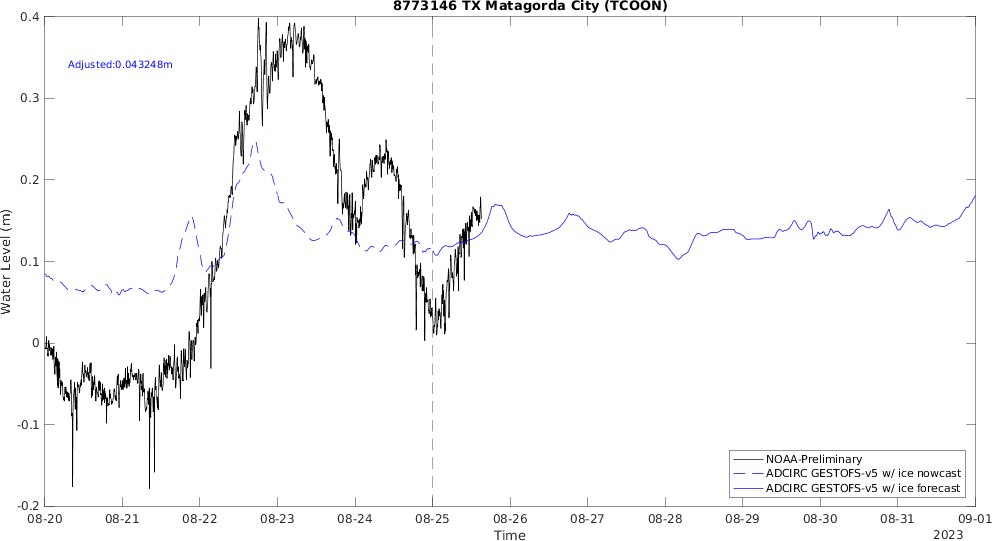 8773146 TX Matagorda City (TCOON)
Adjusted:0.043248m
Water Level (m)
0.4
0.3
0.2
0.1
0
-0.1
-0.2
NOAA-Preliminary
ADCIRC GESTOFS-v5 w/ ice nowcast
ADCIRC GESTOFS-v5 w/ ice forecast
08-20 08-21 08-22 08-23 08-24 08-25 08-26 08-27 08-28 08-29 08-30 08-31 09-01
Time
2023